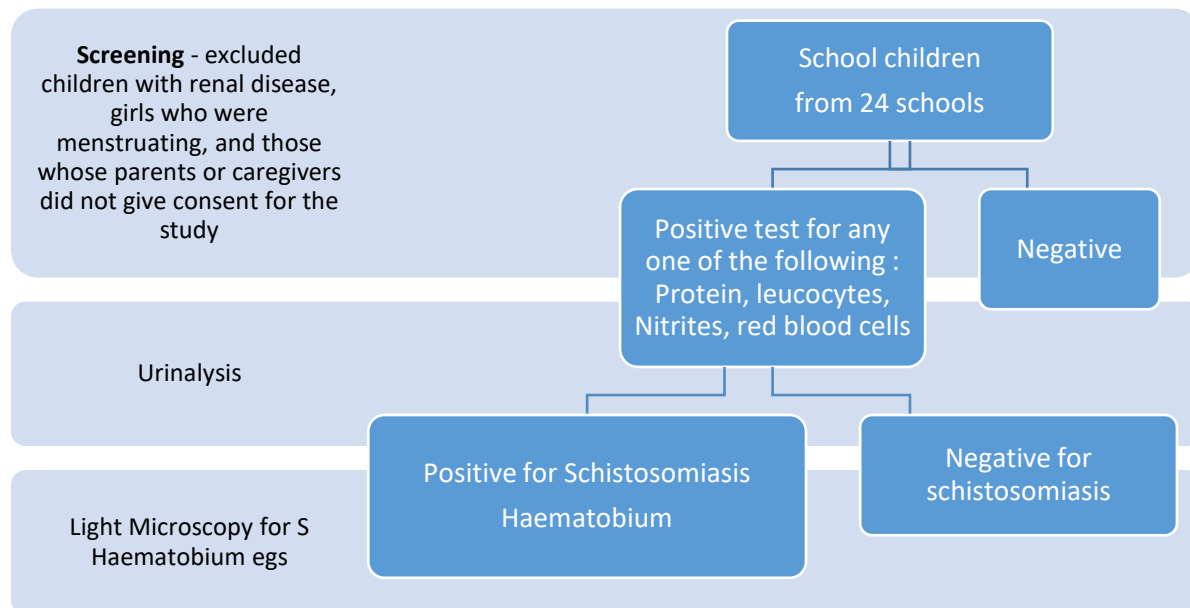 Screening - excluded
children with renal disease,
girls who were
menstruating, and those
whose parents or caregivers
did not give consent for the
study
School children
from 24 schools
Positive test for any
one of the following :
Protein, leucocytes,
Nitrites, red blood cells
Negative
Urinalysis
Positive for Schistosomiasis
Haematobium
Negative for
schistosomiasis
Light Microscopy for S
Haematobium egs